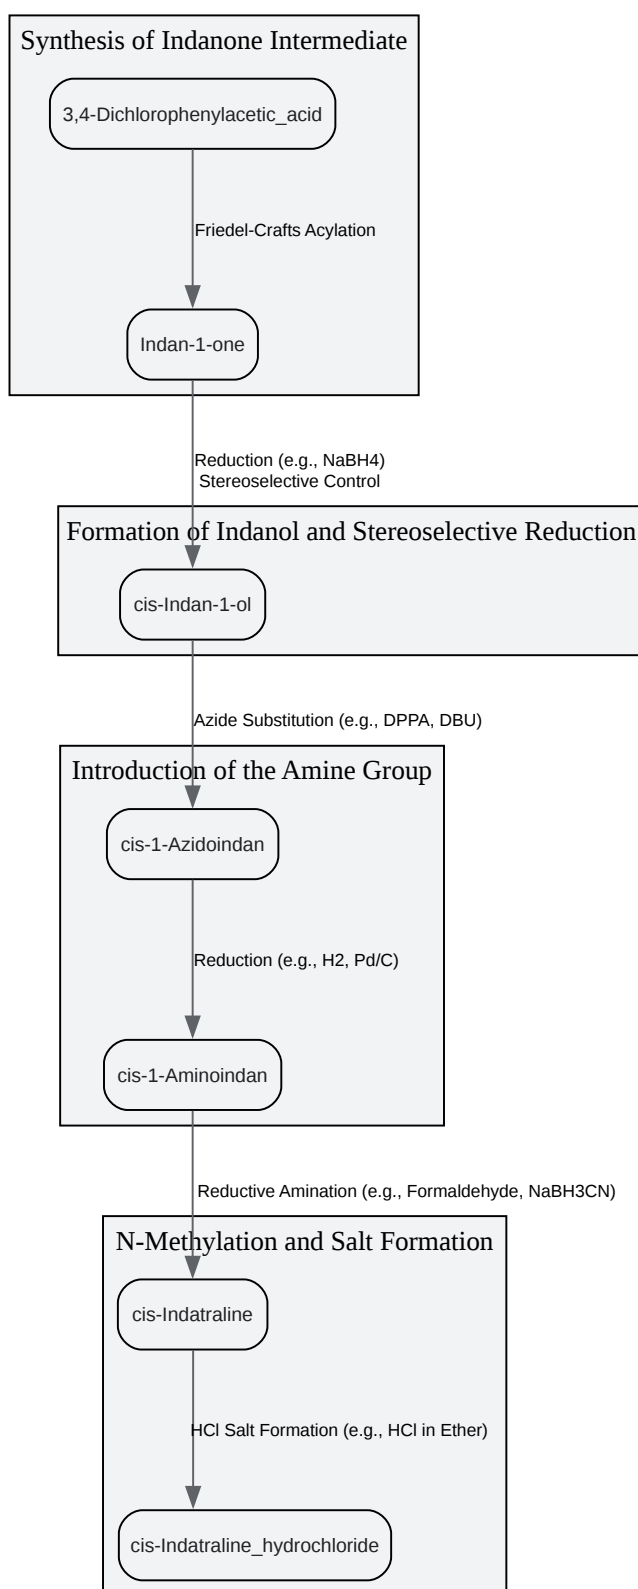 Synthesis of Indanone Intermediate
3,4-Dichlorophenylacetic_acid
Friedel-Crafts Acylation
Indan-1-one
Reduction (e.g., NaBH4)
Stereoselective Control
Formation of Indanol and Stereoselective Reduction
cis-Indan-1-ol
Azide Substitution (e.g., DPPA, DBU)
Introduction of the Amine Group
cis-1-Azidoindan
Reduction (e.g., H2, Pd/C)
cis-1-Aminoindan
Reductive Amination (e.g., Formaldehyde, NaBH3CN)
N-Methylation and Salt Formation
cis-Indatraline
HCl Salt Formation (e.g., HCl in Ether)
cis-Indatraline_hydrochloride